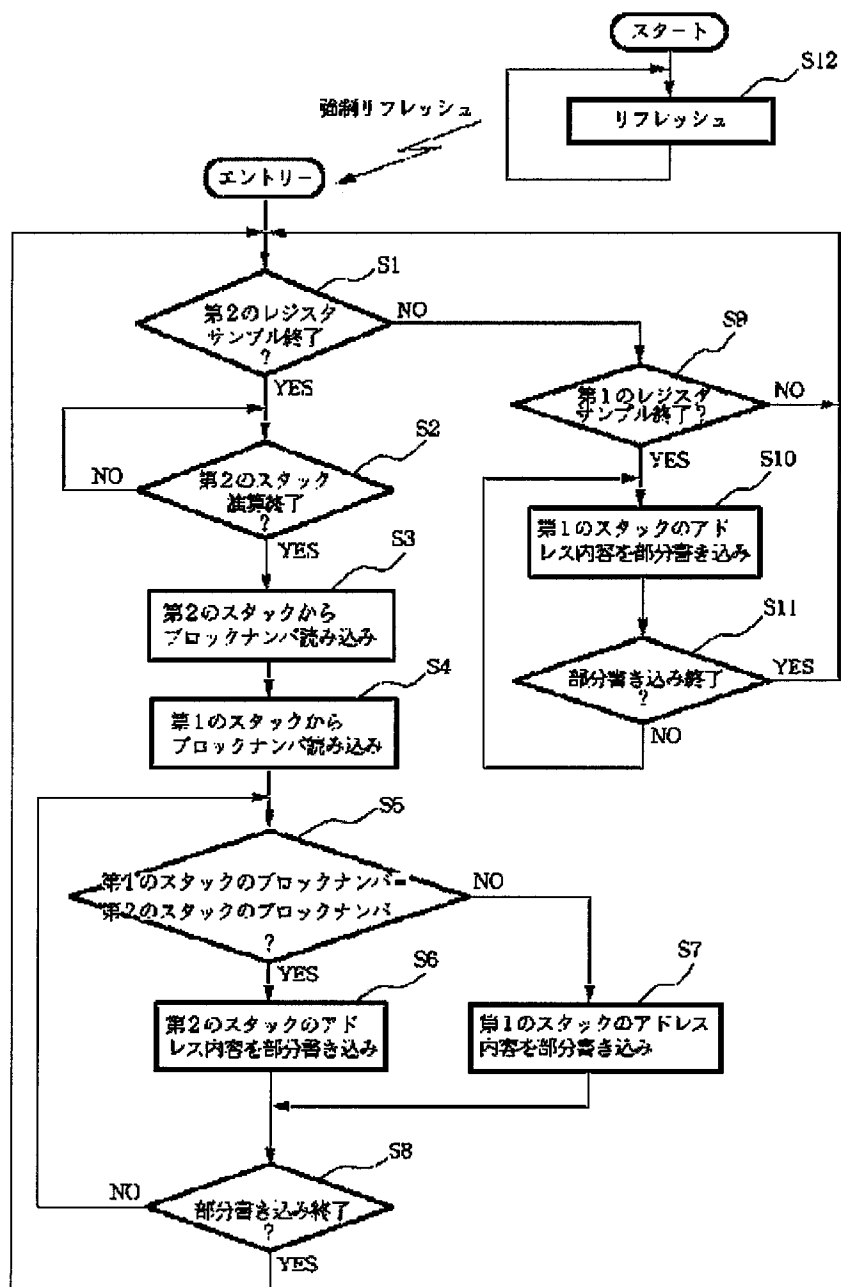 スタート
S12
リフレッシュ
強制リフレッシュ
エントリー
S1
第2のレジスタ
サンプル終了
?
NO
YES
S9
第1のレジスタ
サンプル終了?
NO
YES
S2
第2のスタック
演算終了
?
NO
YES
S10
第1のスタックのアド
レス内容を部分書き込み
S3
第2のスタックから
ブロックナンバ読み込み
S11
部分書き込み終了
?
YES
NO
S4
第1のスタックから
ブロックナンバ読み込み
S5
第1のスタックのブロックナンバ=
第2のスタックのブロックナンバ
?
NO
YES
S6
第2のスタックのアド
レス内容を部分書き込み
S7
第1のスタックのアドレス
内容を部分書き込み
S8
部分書き込み終了
?
NO
YES